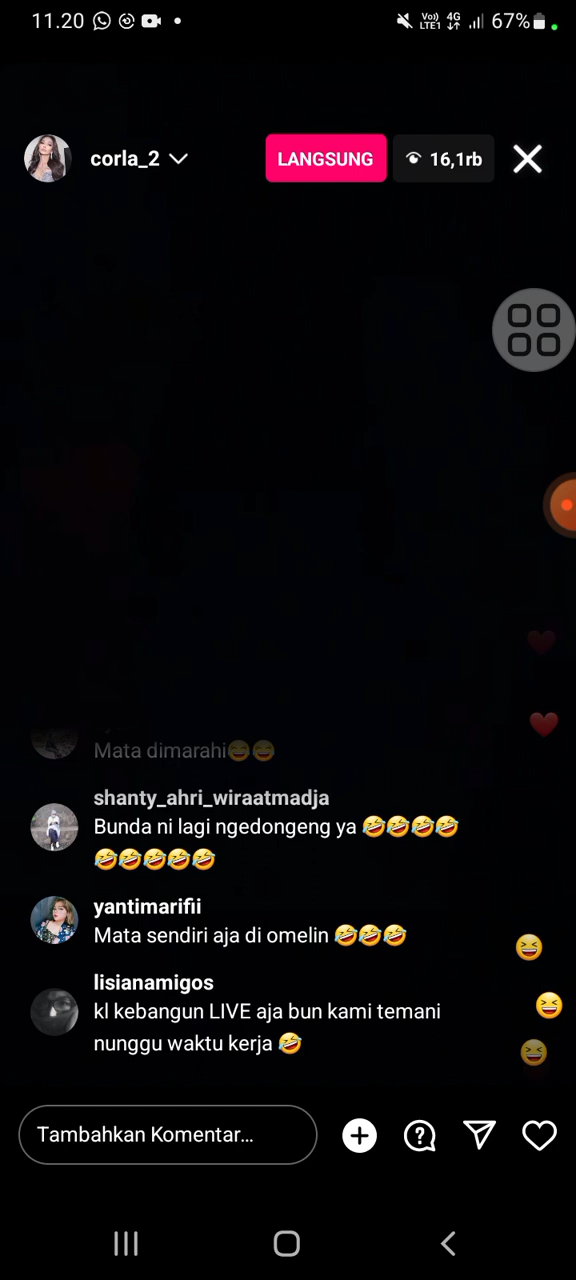 11.20
Vo)) 4G 67%
LTE1
corla_2
LANGSUNG
16,1rb
Mata dimarahi😆😆
shanty_ahri_wiraatmadja
Bunda ni lagi ngedongeng ya 🤣🤣🤣🤣
🤣🤣🤣🤣🤣
yantimarifii
Mata sendiri aja di omelin 🤣🤣🤣
lisianamigos
kl kebangun LIVE aja bun kami temani
nunggu waktu kerja 🤣
Tambahkan Komentar...